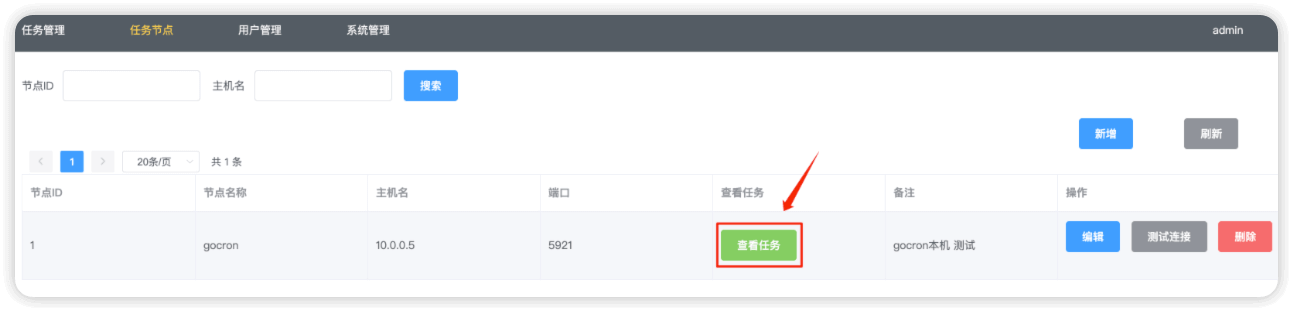 任务管理 任务节点 用户管理 系统管理 admin
节点ID 主机名 搜索
新增 刷新
1 20条/页 共 1 条
节点ID 节点名称 主机名 端口 查看任务 备注 操作
1 gocron 10.0.0.5 5921 查看任务 gocron本机 测试 编辑 测试连接 删除